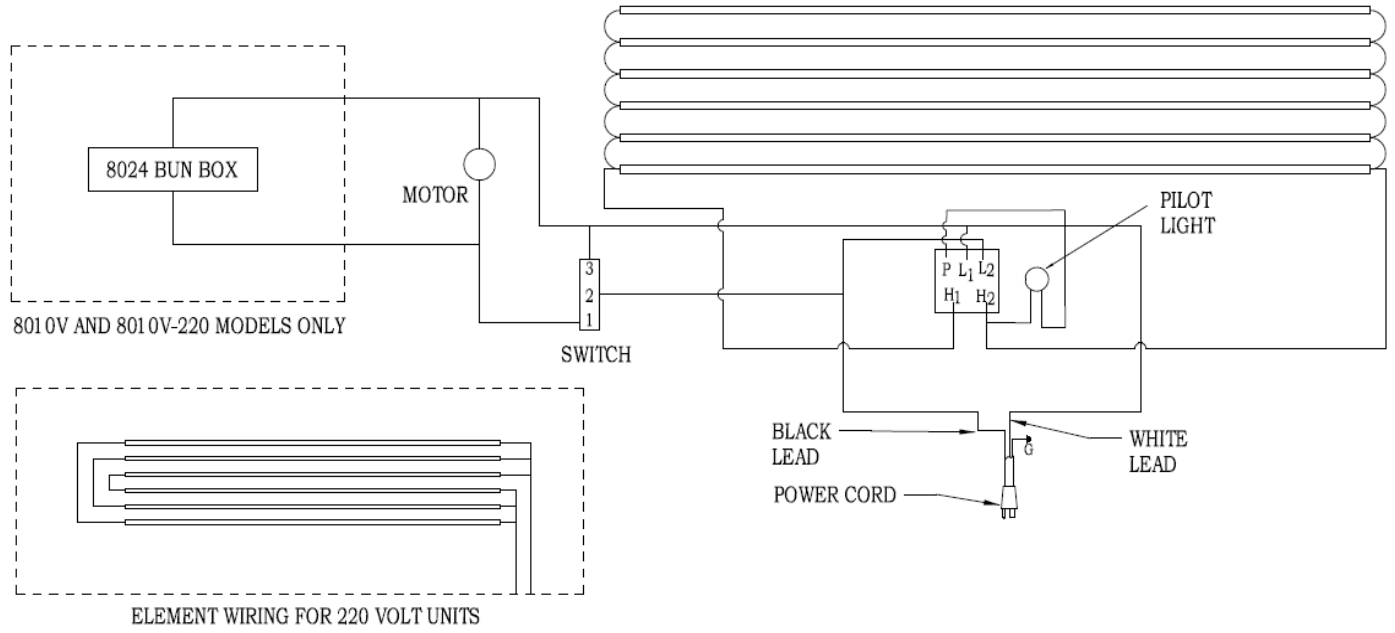 8024 BUN BOX
MOTOR
8010V AND 8010V-220 MODELS ONLY
3
2
1
SWITCH
PILOT
LIGHT
P L1 L2
H1 H2
BLACK
LEAD
G
WHITE
LEAD
POWER CORD
ELEMENT WIRING FOR 220 VOLT UNITS